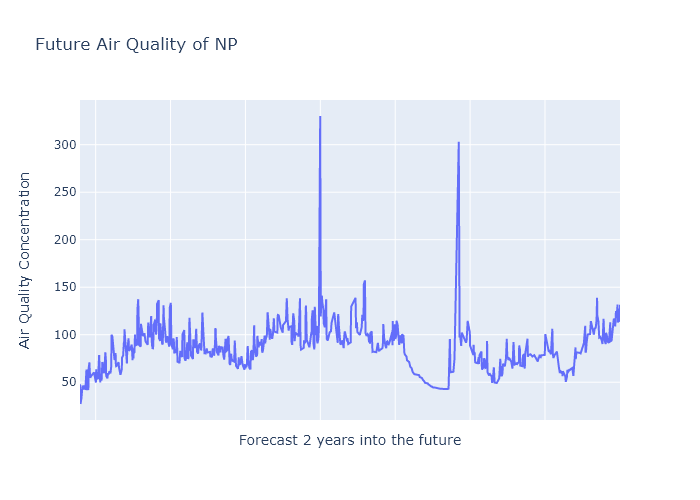 Future Air Quality of NP
Air Quality Concentration
300
250
200
150
100
50
Forecast 2 years into the future